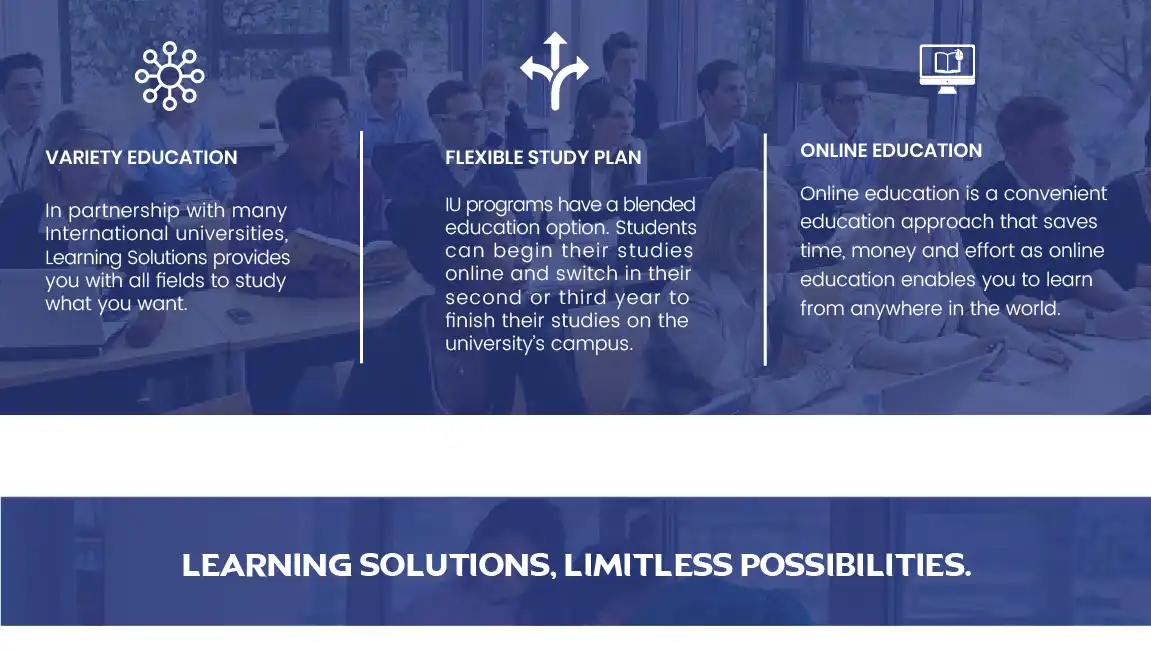 VARIETY EDUCATION
In partnership with many
International universities,
Learning Solutions provides
you with all fields to study
what you want.
FLEXIBLE STUDY PLAN
IU programs have a blended
education option. Students
can begin their studies
online and switch in their
second or third year to
finish their studies on the
university's campus.
ONLINE EDUCATION
Online education is a convenient
education approach that saves
time, money and effort as online
education enables you to learn
from anywhere in the world.
LEARNING SOLUTIONS, LIMITLESS POSSIBILITIES.